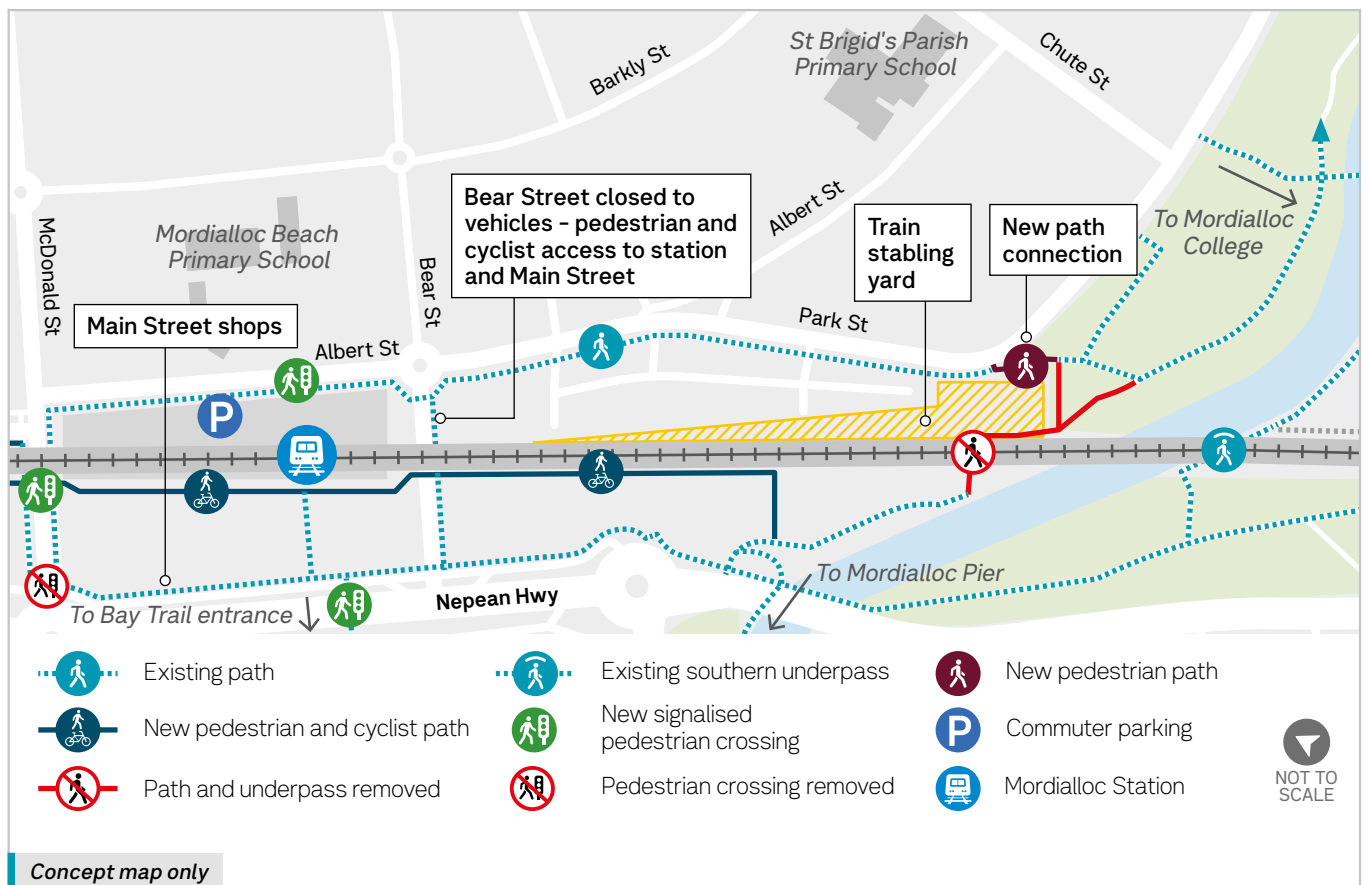 St Brigid's Parish
Primary School
Chute St
Barkly St
Albert St
McDonald St
Mordialloc Beach
Primary School
Bear St
Bear Street closed to
vehicles - pedestrian and
cyclist access to station
and Main Street
Train
stabling
yard
New path
connection
To Mordialloc
College
Main Street shops
Albert St
Park St
P
To Bay Trail entrance
Nepean Hwy
To Mordialloc Pier
Existing path
New pedestrian and cyclist path
Path and underpass removed
Existing southern underpass
New signalised
pedestrian crossing
Pedestrian crossing removed
New pedestrian path
P
Commuter parking
Mordialloc Station
NOT TO
SCALE
Concept map only